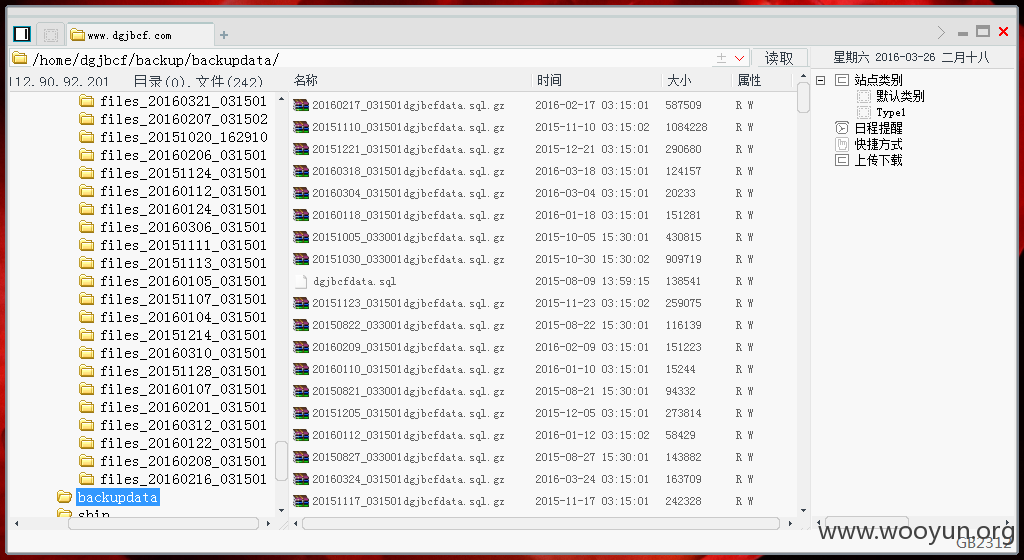 www.dgjbcf.com
/home/dgjbcf/backup/backupdata/
读取
星期六 2016-03-26 二月十八
112.90.92.201 目录(0),文件(242)
名称 时间 大小 属性
files_20160321_031501
files_20160207_031502
files_20151020_162910
files_20160206_031501
files_20151124_031501
files_20160112_031501
files_20160124_031501
files_20160306_031501
files_20151111_031501
files_20151113_031501
files_20160105_031501
files_20151107_031501
files_20160104_031501
files_20151214_031501
files_20160310_031501
files_20151128_031501
files_20160107_031501
files_20160201_031501
files_20160312_031501
files_20160122_031501
files_20160208_031501
files_20160216_031501
backupdata
20160217_031501dgjbcfdata.sql.gz 2016-02-17 03:15:01 587509 R W
20151110_031501dgjbcfdata.sql.gz 2015-11-10 03:15:02 1084228 R W
20151221_031501dgjbcfdata.sql.gz 2015-12-21 03:15:01 290680 R W
20160318_031501dgjbcfdata.sql.gz 2016-03-18 03:15:01 124157 R W
20160304_031501dgjbcfdata.sql.gz 2016-03-04 03:15:01 20233 R W
20160118_031501dgjbcfdata.sql.gz 2016-01-18 03:15:01 151281 R W
20151005_033001dgjbcfdata.sql.gz 2015-10-05 15:30:01 430815 R W
20151030_033001dgjbcfdata.sql.gz 2015-10-30 15:30:02 909719 R W
dgjbcfdata.sql 2015-08-09 13:59:15 138541 R W
20151123_031501dgjbcfdata.sql.gz 2015-11-23 03:15:02 259075 R W
20150822_033001dgjbcfdata.sql.gz 2015-08-22 15:30:01 116139 R W
20160209_031501dgjbcfdata.sql.gz 2016-02-09 03:15:01 151223 R W
20160110_031501dgjbcfdata.sql.gz 2016-01-10 03:15:01 15244 R W
20150821_033001dgjbcfdata.sql.gz 2015-08-21 15:30:01 94332 R W
20151205_031501dgjbcfdata.sql.gz 2015-12-05 03:15:01 273814 R W
20160112_031501dgjbcfdata.sql.gz 2016-01-12 03:15:02 58429 R W
20150827_033001dgjbcfdata.sql.gz 2015-08-27 15:30:01 143882 R W
20160324_031501dgjbcfdata.sql.gz 2016-03-24 03:15:01 163709 R W
20151117_031501dgjbcfdata.sql.gz 2015-11-17 03:15:01 242328 R W
站点类别
默认类别
Type1
日程提醒
快捷方式
上传下载
www.wooyun.org
GB2312